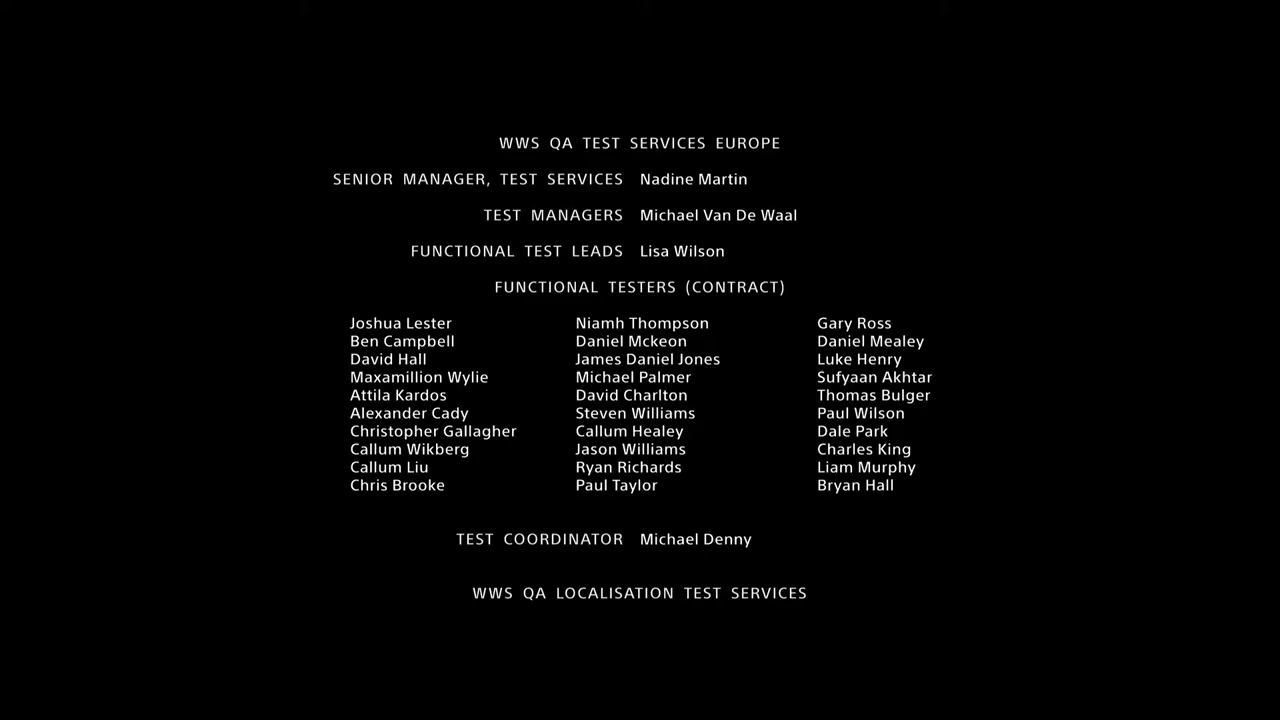 WWS QA TEST SERVICES EUROPE
SENIOR MANAGER, TEST SERVICES Nadine Martin
TEST MANAGERS Michael Van De Waal
FUNCTIONAL TEST LEADS Lisa Wilson
FUNCTIONAL TESTERS (CONTRACT)
Joshua Lester Niamh Thompson Gary Ross
Ben Campbell Daniel Mckeon Daniel Mealey
David Hall James Daniel Jones Luke Henry
Maxamillion Wylie Michael Palmer Sufyaan Akhtar
Attila Kardos David Charlton Thomas Bulger
Alexander Cady Steven Williams Paul Wilson
Christopher Gallagher Callum Healey Dale Park
Callum Wikberg Jason Williams Charles King
Callum Liu Ryan Richards Liam Murphy
Chris Brooke Paul Taylor Bryan Hall
TEST COORDINATOR Michael Denny
WWS QA LOCALISATION TEST SERVICES